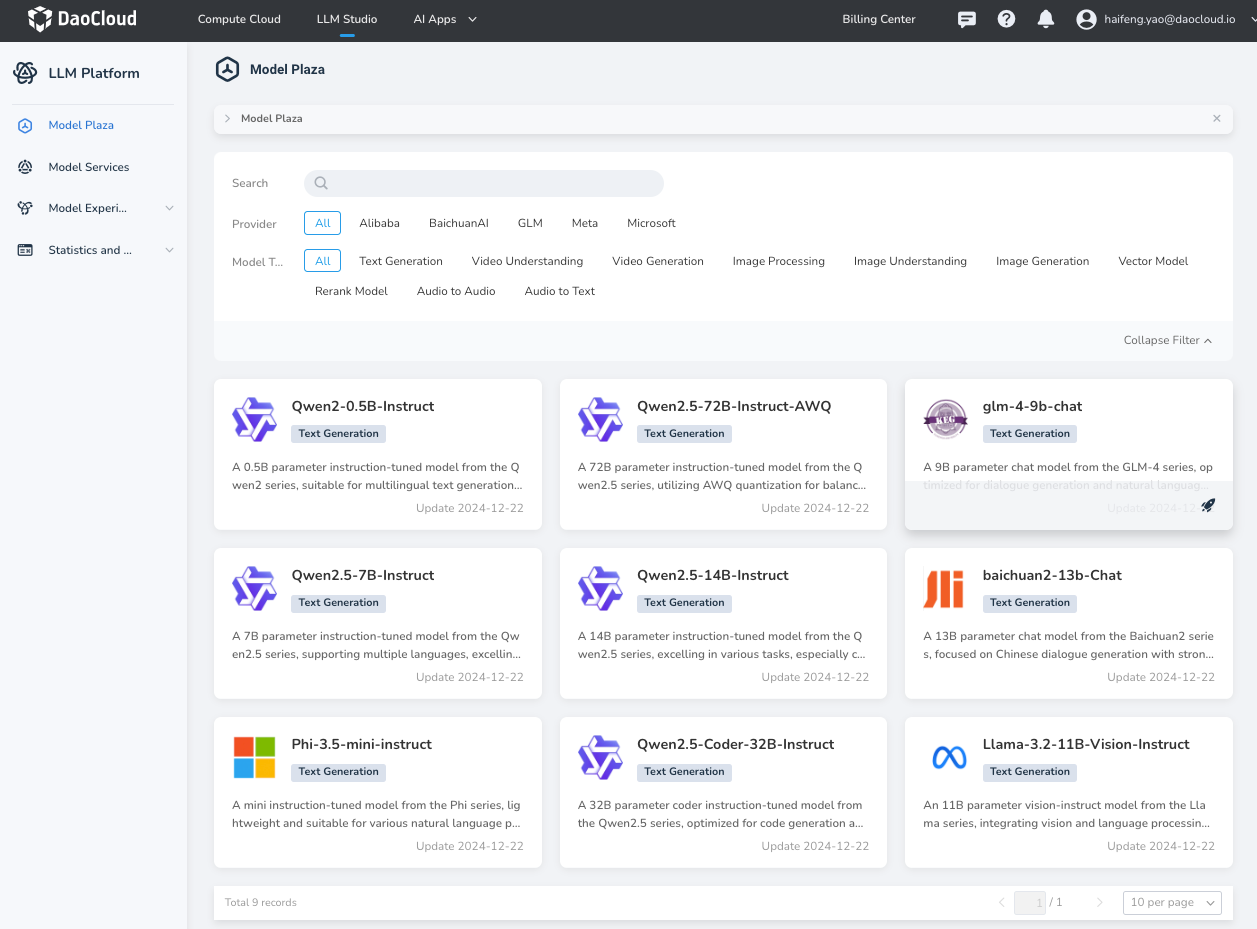 DaoCloud
Compute Cloud LLM Studio AI Apps Billing Center haifeng.yao@daocloud.io
LLM Platform
Model Plaza
Model Services
Model Experi...
Statistics and ...
Model Plaza
Model Plaza
Search
Provider All Alibaba BaichuanAI GLM Meta Microsoft
Model T... All Text Generation Video Understanding Video Generation Image Processing Image Understanding Image Generation Vector Model
Rerank Model Audio to Audio Audio to Text
Collapse Filter
Qwen2-0.5B-Instruct
Text Generation
A 0.5B parameter instruction-tuned model from the Q
wen2 series, suitable for multilingual text generation...
Update 2024-12-22
Qwen2.5-72B-Instruct-AWQ
Text Generation
A 72B parameter instruction-tuned model from the Q
wen2.5 series, utilizing AWQ quantization for balanc...
Update 2024-12-22
KEG
glm-4-9b-chat
Text Generation
A 9B parameter chat model from the GLM-4 series, op
timized for dialogue generation and natural languag...
Update 2024-12-
Qwen2.5-7B-Instruct
Text Generation
A 7B parameter instruction-tuned model from the Qw
en2.5 series, supporting multiple languages, excellin...
Update 2024-12-22
Qwen2.5-14B-Instruct
Text Generation
A 14B parameter instruction-tuned model from the Q
wen2.5 series, excelling in various tasks, especially c...
Update 2024-12-22
baichuan2-13b-Chat
Text Generation
A 13B parameter chat model from the Baichuan2 serie
s, focused on Chinese dialogue generation with stron...
Update 2024-12-22
Phi-3.5-mini-instruct
Text Generation
A mini instruction-tuned model from the Phi series, lig
htweight and suitable for various natural language p...
Update 2024-12-22
Qwen2.5-Coder-32B-Instruct
Text Generation
A 32B parameter coder instruction-tuned model from
the Qwen2.5 series, optimized for code generation a...
Update 2024-12-22
Llama-3.2-11B-Vision-Instruct
Text Generation
An 11B parameter vision-instruct model from the Lla
ma series, integrating vision and language processin...
Update 2024-12-22
Total 9 records
1 / 1
10 per page